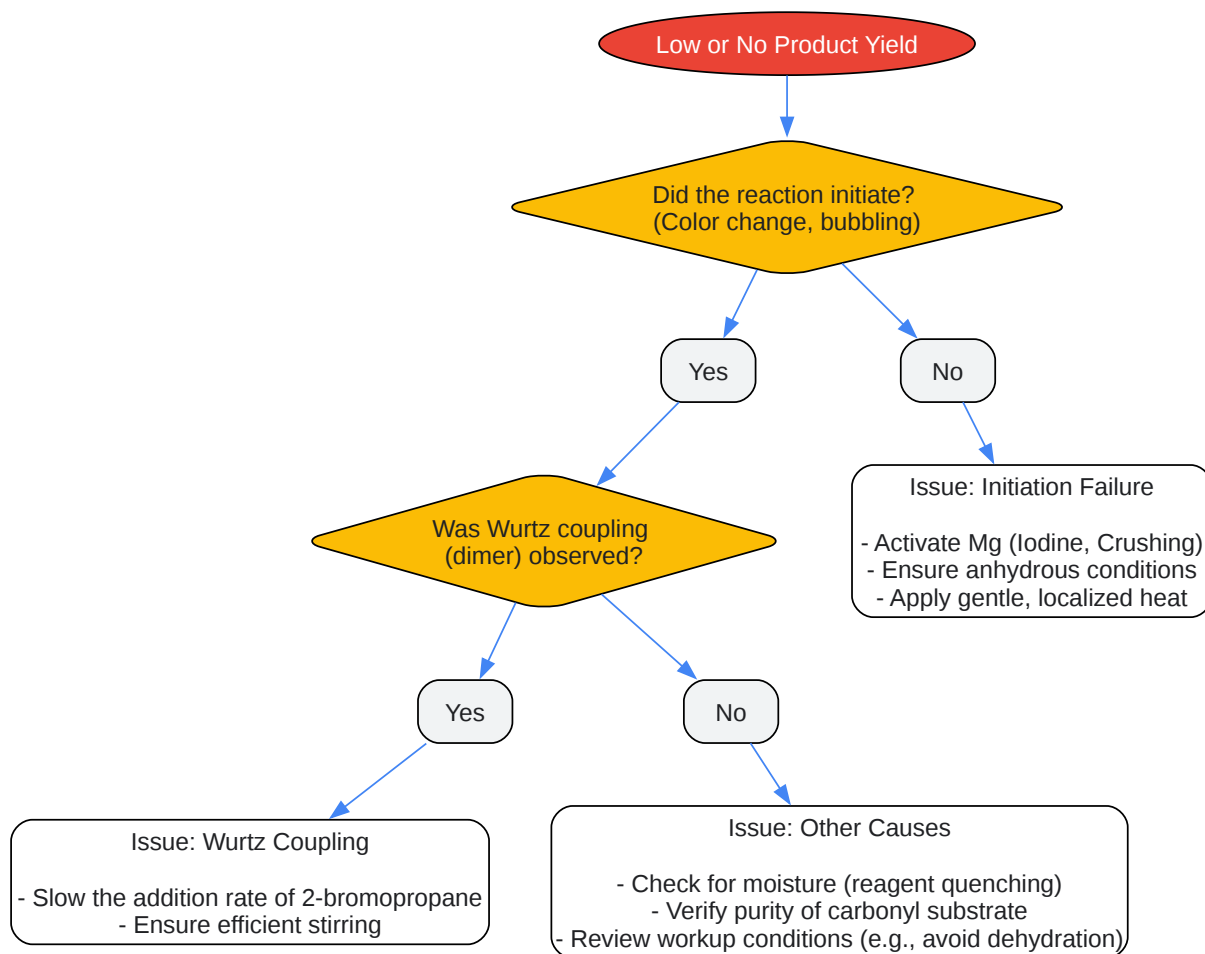 Low or No Product Yield
Did the reaction initiate?
(Color change, bubbling)
Yes
No
Issue: Initiation Failure
- Activate Mg (Iodine, Crushing)
- Ensure anhydrous conditions
- Apply gentle, localized heat
Was Wurtz coupling
(dimer) observed?
Yes
No
Issue: Wurtz Coupling
- Slow the addition rate of 2-bromopropane
- Ensure efficient stirring
Issue: Other Causes
- Check for moisture (reagent quenching)
- Verify purity of carbonyl substrate
- Review workup conditions (e.g., avoid dehydration)